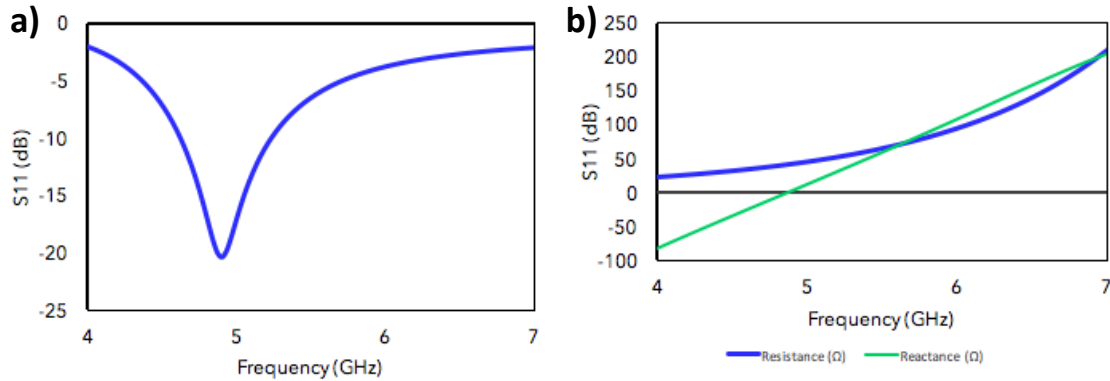 a)
0
-5
-10
-15
-20
-25
S11 (dB)
4 5 6 7
Frequency (GHz)
b)
250
200
150
100
50
0
-50
-100
S11 (dB)
4 5 6 7
Frequency (GHz)
Resistance (Ω) Reactance (Ω)